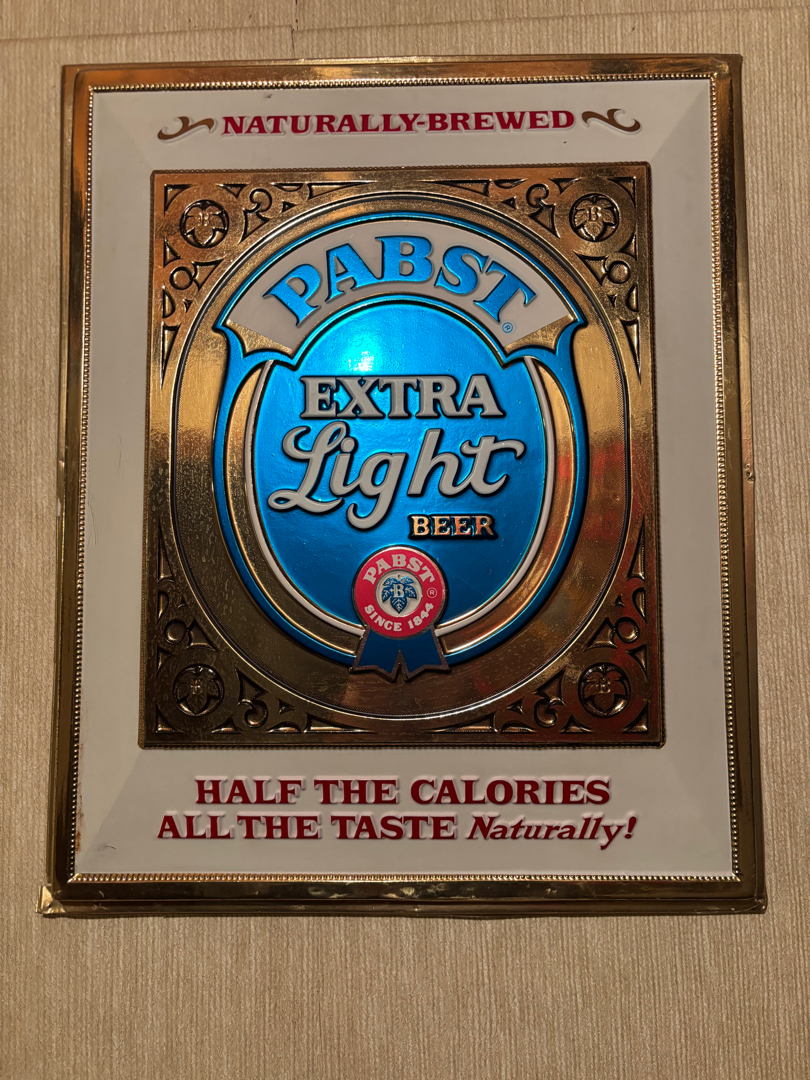 NATURALLY-BREWED
PABST®
EXTRA
Light
BEER
PABST
B
®
SINCE 1844
HALF THE CALORIES
ALL THE TASTE Naturally!